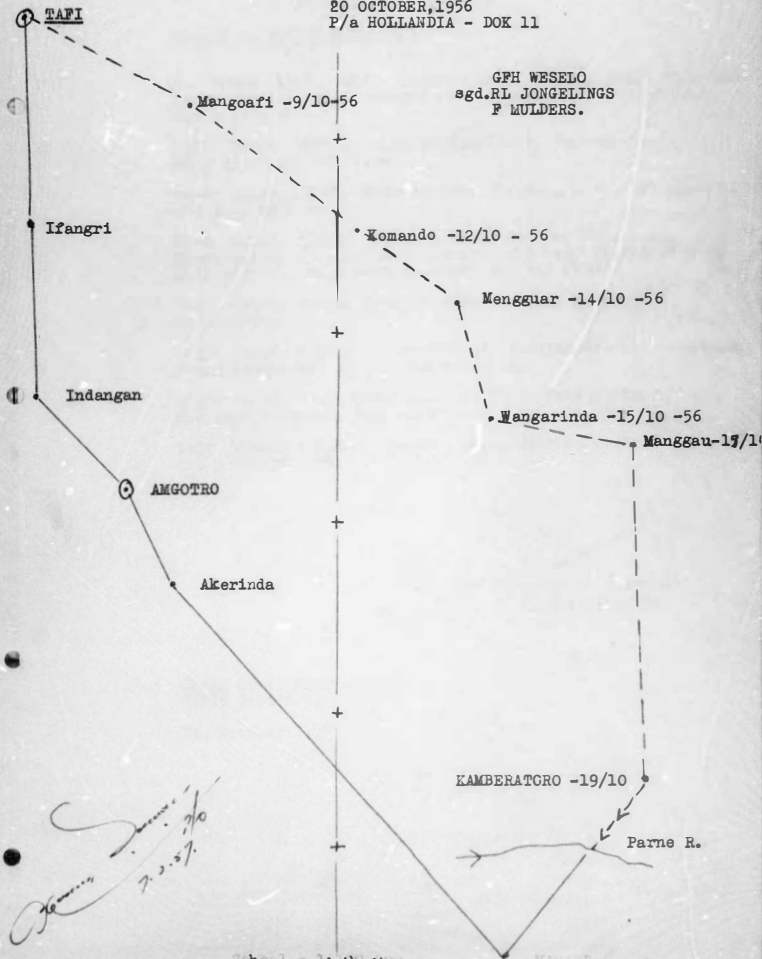 TAFI
20 OCTOBER,1956
P/a HOLLANDIA - DOK 11
GFH WESELO
sgd.RL JONGELINGS
F MULDERS.
Mangoafi -9/10-56
Ifangri
Komando -12/10 - 56
Mengguar -14/10 -56
Indangan
Wangarinda -15/10 -56
Manggau-
AMGOTRO
Akerinda
KAMBERATORO -19/10
Parne R.
P/O
7.3.57.